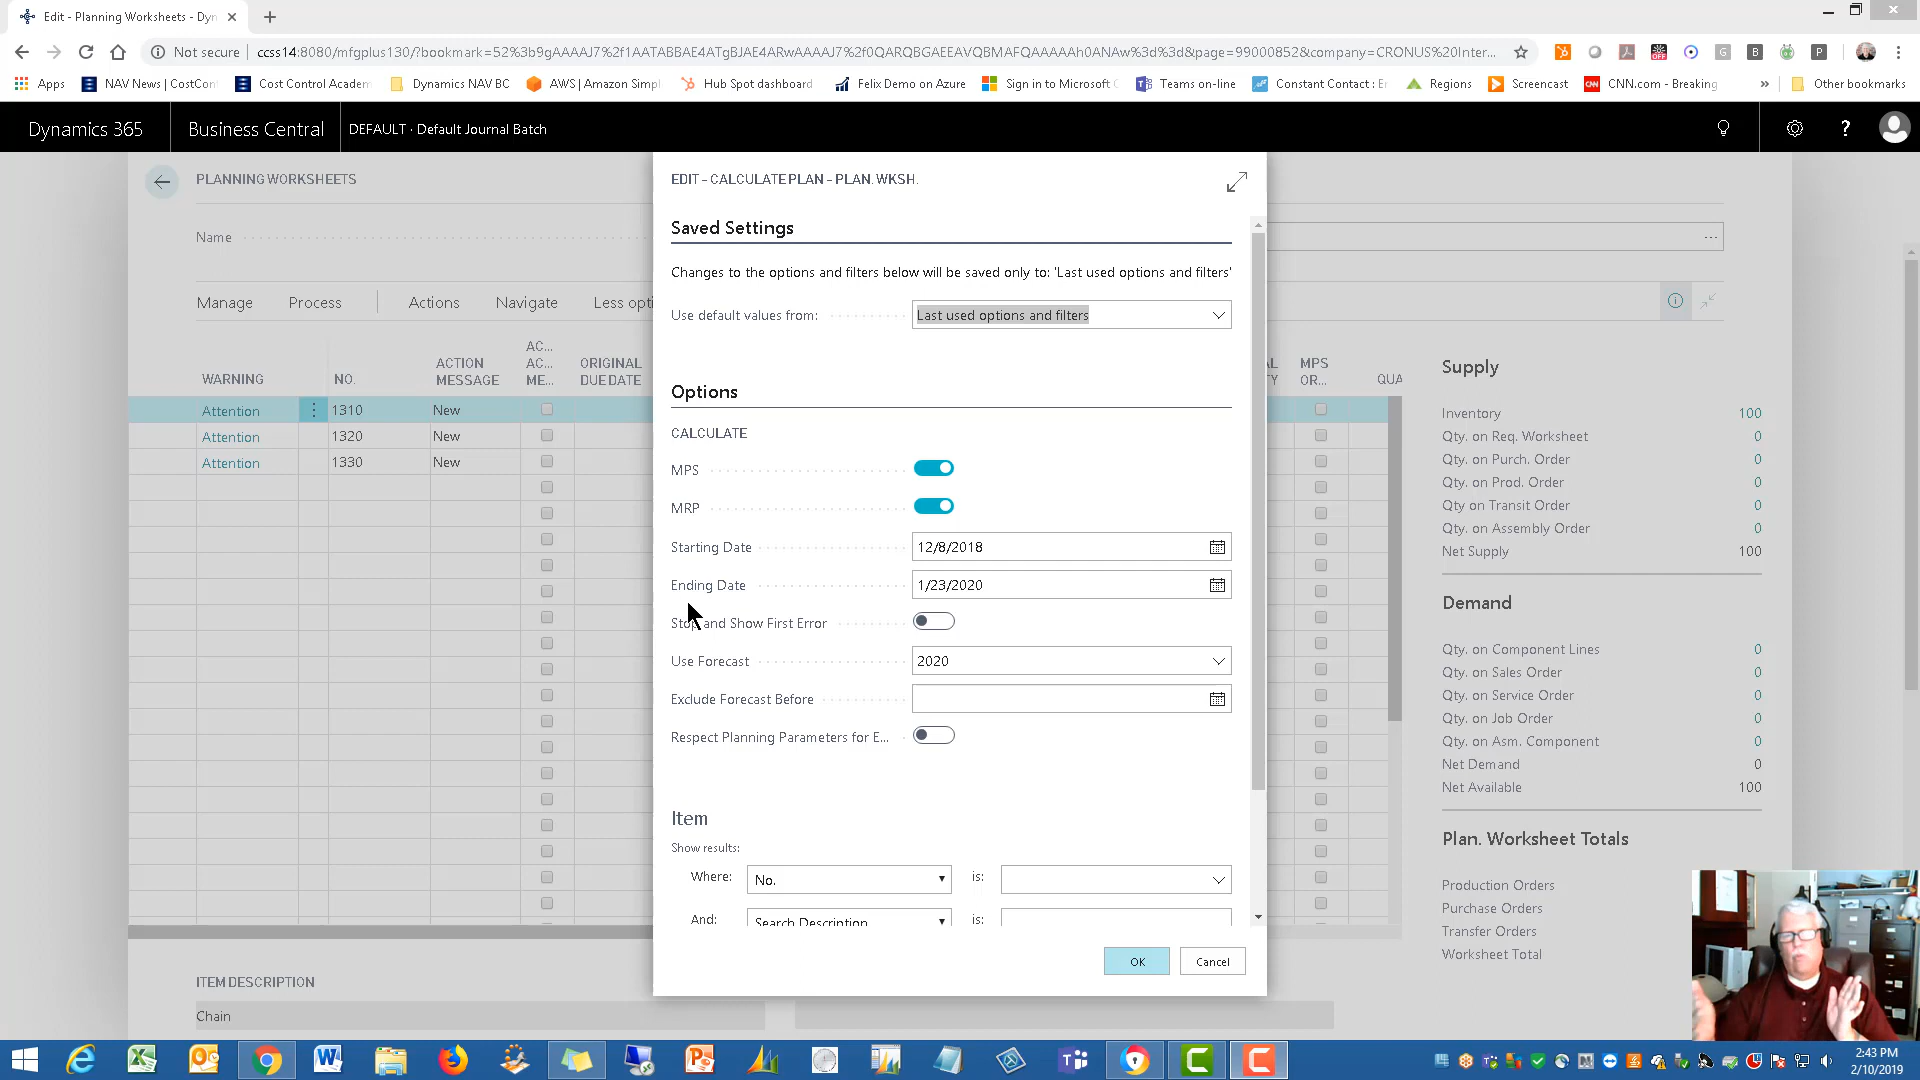 Edit - Planning Worksheets - Dyn
Not secure
ccss14:8080/mfgplus130/?bookmark=52%3b9gAAAAJ7%2f1AATABBAE4ATgBJAE4ARwAAAAJ7%2f0QARQBGAEEAVQBMAFQAAAAAh0ANAw%3d%3d&page=99000852&company=CRONUS%20Inter...
Apps
NAV News | CostCont
Cost Control Academ
Dynamics NAV BC
AWS | Amazon Simpl
Hub Spot dashboard
Felix Demo on Azure
Sign in to Microsoft C
Teams on-line
Constant Contact : Er
Regions
Screencast
CNN.com - Breaking
»
Other bookmarks
Dynamics 365
Business Central
DEFAULT · Default Journal Batch
?
PLANNING WORKSHEETS
Name
Manage
Process
Actions
Navigate
Less opti
WARNING
NO.
ACTION MESSAGE
AC... AC... ME...
ORIGINAL DUE DATE
AL
TY
MPS OR...
QUA
Attention 1310 New
Attention 1320 New
Attention 1330 New
ITEM DESCRIPTION
Chain
EDIT - CALCULATE PLAN - PLAN. WKSH.
Saved Settings
Changes to the options and filters below will be saved only to: 'Last used options and filters'
Use default values from: Last used options and filters
Options
CALCULATE
MPS
MRP
Starting Date 12/8/2018
Ending Date 1/23/2020
Stop and Show First Error
Use Forecast 2020
Exclude Forecast Before
Respect Planning Parameters for E...
Item
Show results:
Where: No. is:
And: Search Description is:
OK
Cancel
Supply
Inventory 100
Qty. on Req. Worksheet 0
Qty. on Purch. Order 0
Qty. on Prod. Order 0
Qty on Transit Order 0
Qty. on Assembly Order 0
Net Supply 100
Demand
Qty. on Component Lines 0
Qty. on Sales Order 0
Qty. on Service Order 0
Qty. on Job Order 0
Qty. on Asm. Component 0
Net Demand 0
Net Available 100
Plan. Worksheet Totals
Production Orders
Purchase Orders
Transfer Orders
Worksheet Total
2:43 PM
2/10/2019